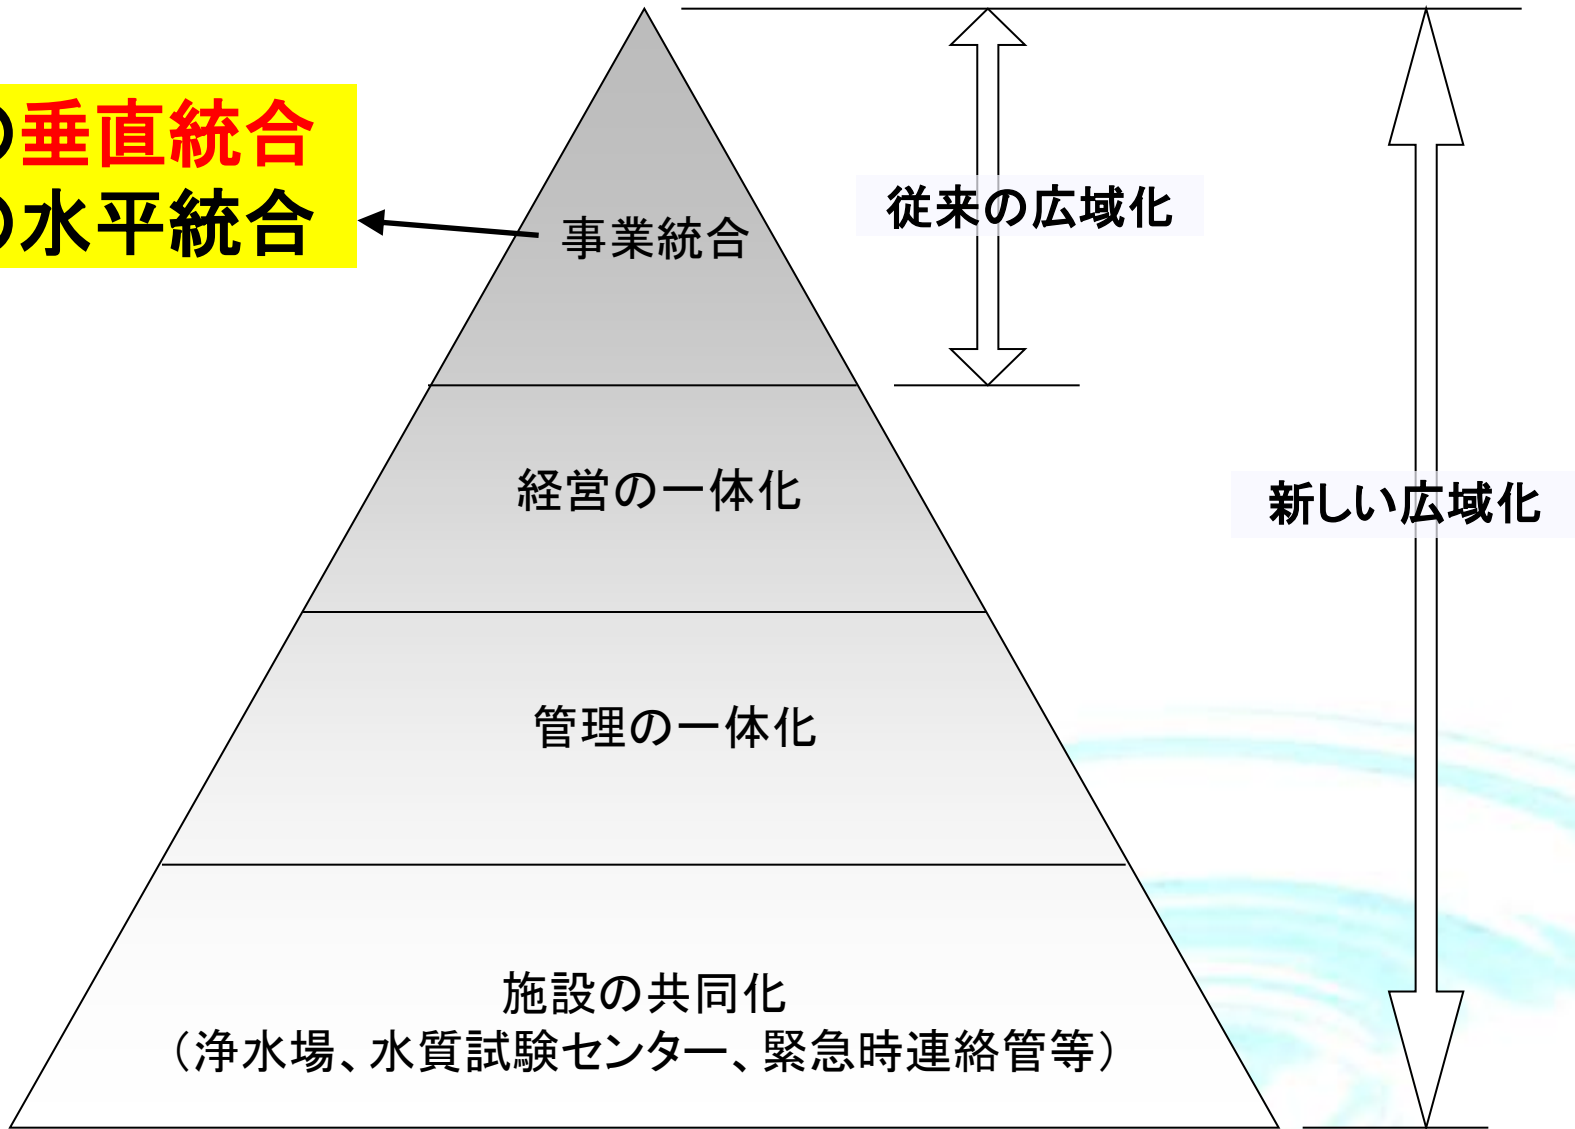 の垂直統合
の水平統合
事業統合
従来の広域化
経営の一体化
新しい広域化
管理の一体化
施設の共同化
（浄水場、水質試験センター、緊急時連絡管等）